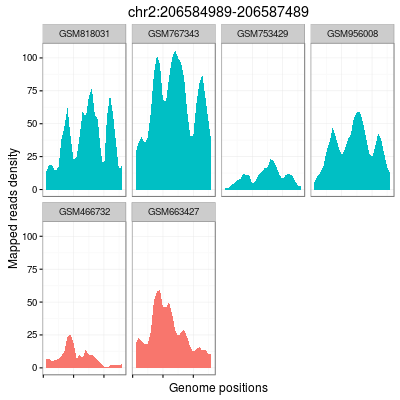 chr2:206584989-206587489
GSM818031 GSM767343 GSM753429 GSM956008
100
75
50
25
0
GSM466732 GSM663427
100
75
50
25
0
Mapped reads density
Genome positions